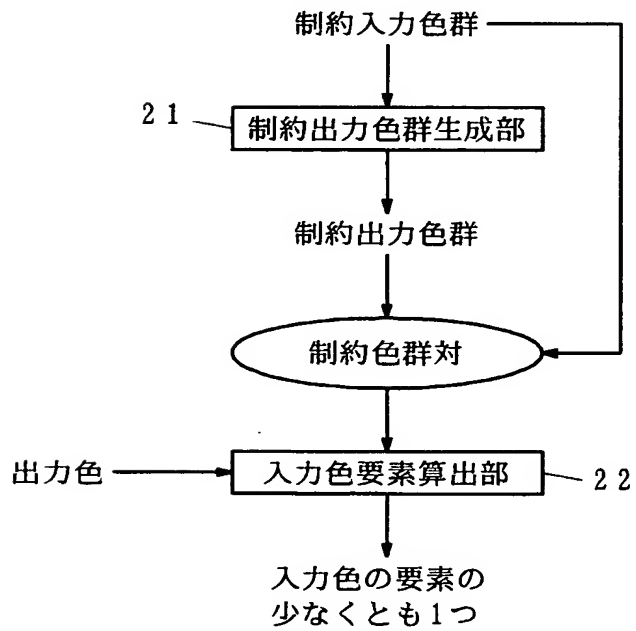 制約入力色群
21
制約出力色群生成部
制約出力色群
制約色群対
出力色
入力色要素算出部
22
入力色の要素の
少なくとも1つ